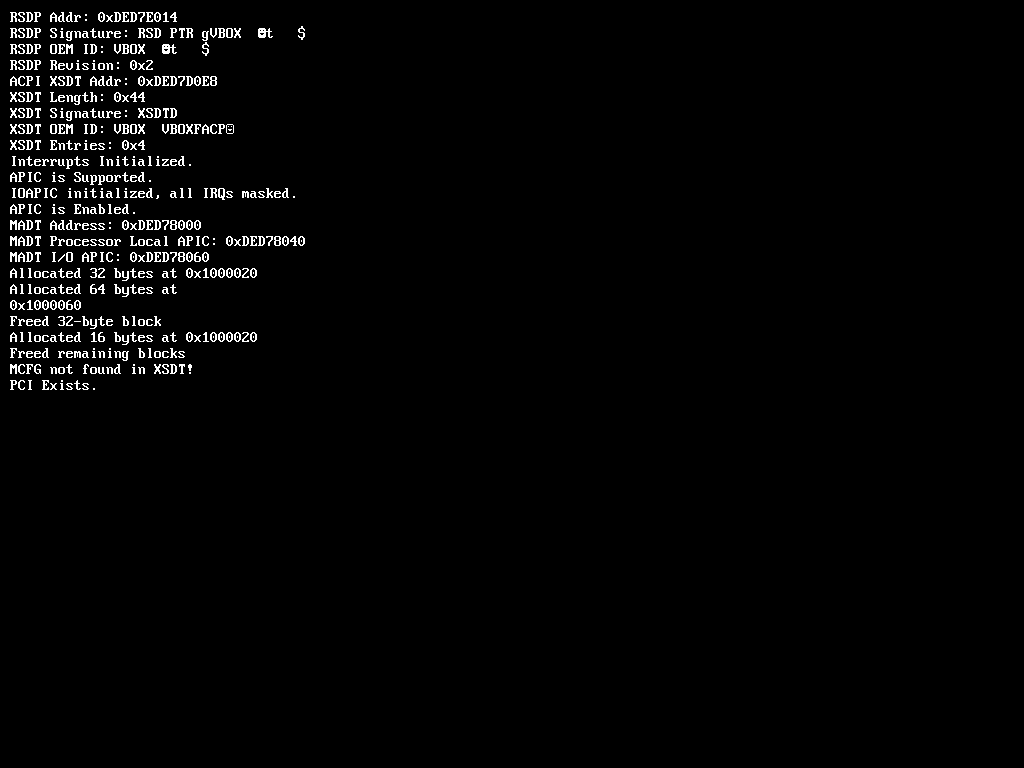 RSDP Addr: 0xDED7E014
RSDP Signature: RSD PTR gVBOX  ☻t   $
RSDP OEM ID: VBOX  ☻t   $
RSDP Revision: 0x2
ACPI XSDT Addr: 0xDED7D0E8
XSDT Length: 0x44
XSDT Signature: XSDTD
XSDT OEM ID: VBOX  VBOXFACP☺
XSDT Entries: 0x4
Interrupts Initialized.
APIC is Supported.
IOAPIC initialized, all IRQs masked.
APIC is Enabled.
MADT Address: 0xDED78000
MADT Processor Local APIC: 0xDED78040
MADT I/O APIC: 0xDED78060
Allocated 32 bytes at 0x1000020
Allocated 64 bytes at
0x1000060
Freed 32-byte block
Allocated 16 bytes at 0x1000020
Freed remaining blocks
MCFG not found in XSDT!
PCI Exists.